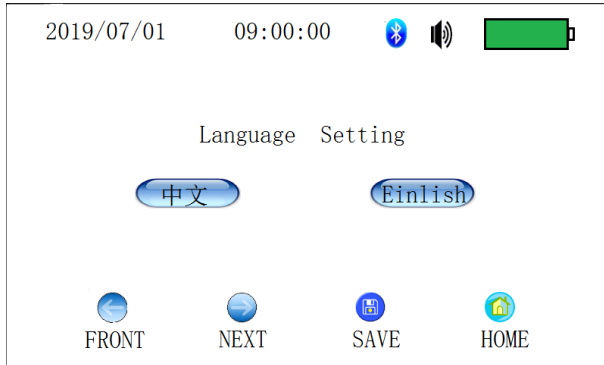 2019/07/01 09:00:00
Language Setting
中文 Einlish
FRONT NEXT SAVE HOME